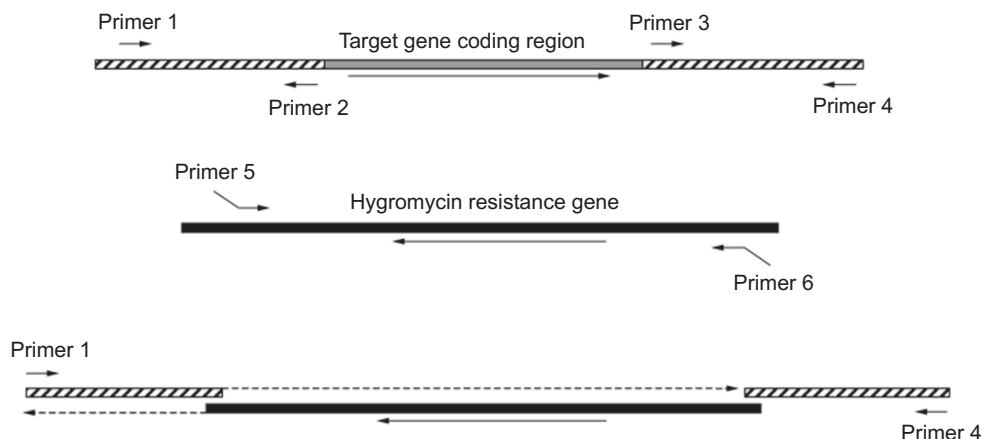 Primer 1
Primer 3
Target gene coding region
Primer 2
Primer 4
Primer 5
Hygromycin resistance gene
Primer 6
Primer 1
Primer 4